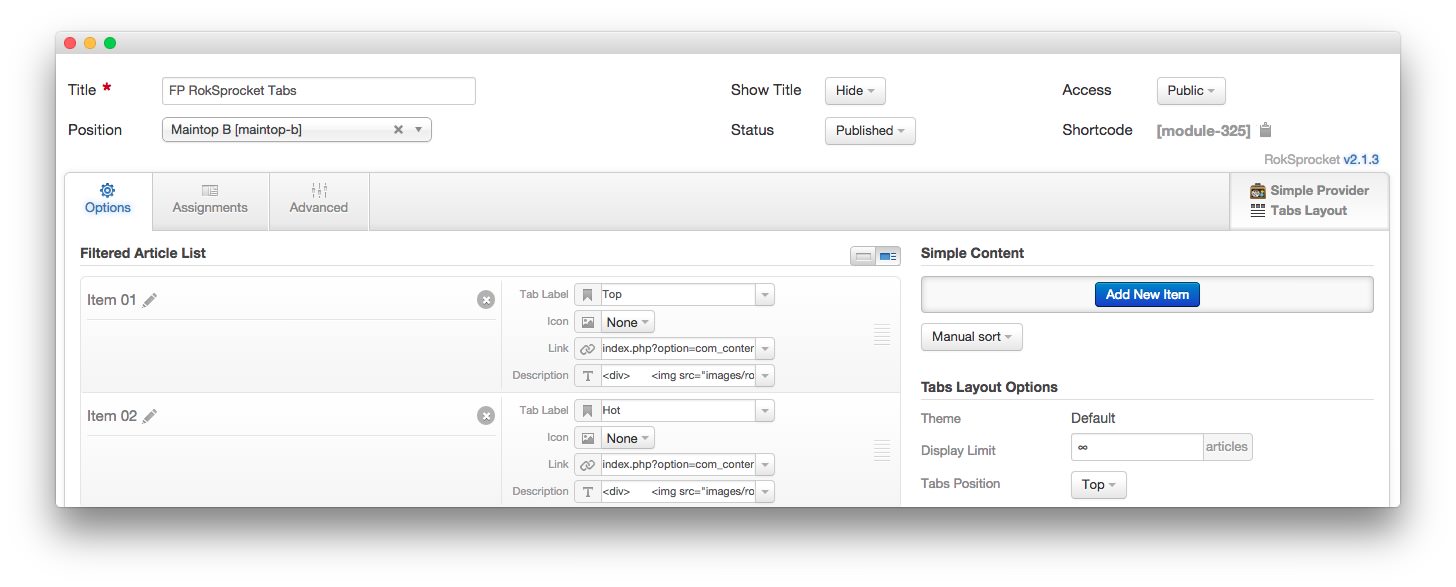 Title * FP RokSprocket Tabs Show Title Hide Access Public
Position Maintop B [maintop-b] Status Published Shortcode [module-325]
RokSprocket v2.1.3
Options Assignments Advanced Simple Provider
Tabs Layout
Filtered Article List
Item 01
Tab Label Top
Icon None
Link index.php?option=com_conter
Description T <div> <img src="images/ro
Item 02
Tab Label Hot
Icon None
Link index.php?option=com_conter
Description T <div> <img src="images/ro
Simple Content
Add New Item
Manual sort
Tabs Layout Options
Theme Default
Display Limit ∞ articles
Tabs Position Top